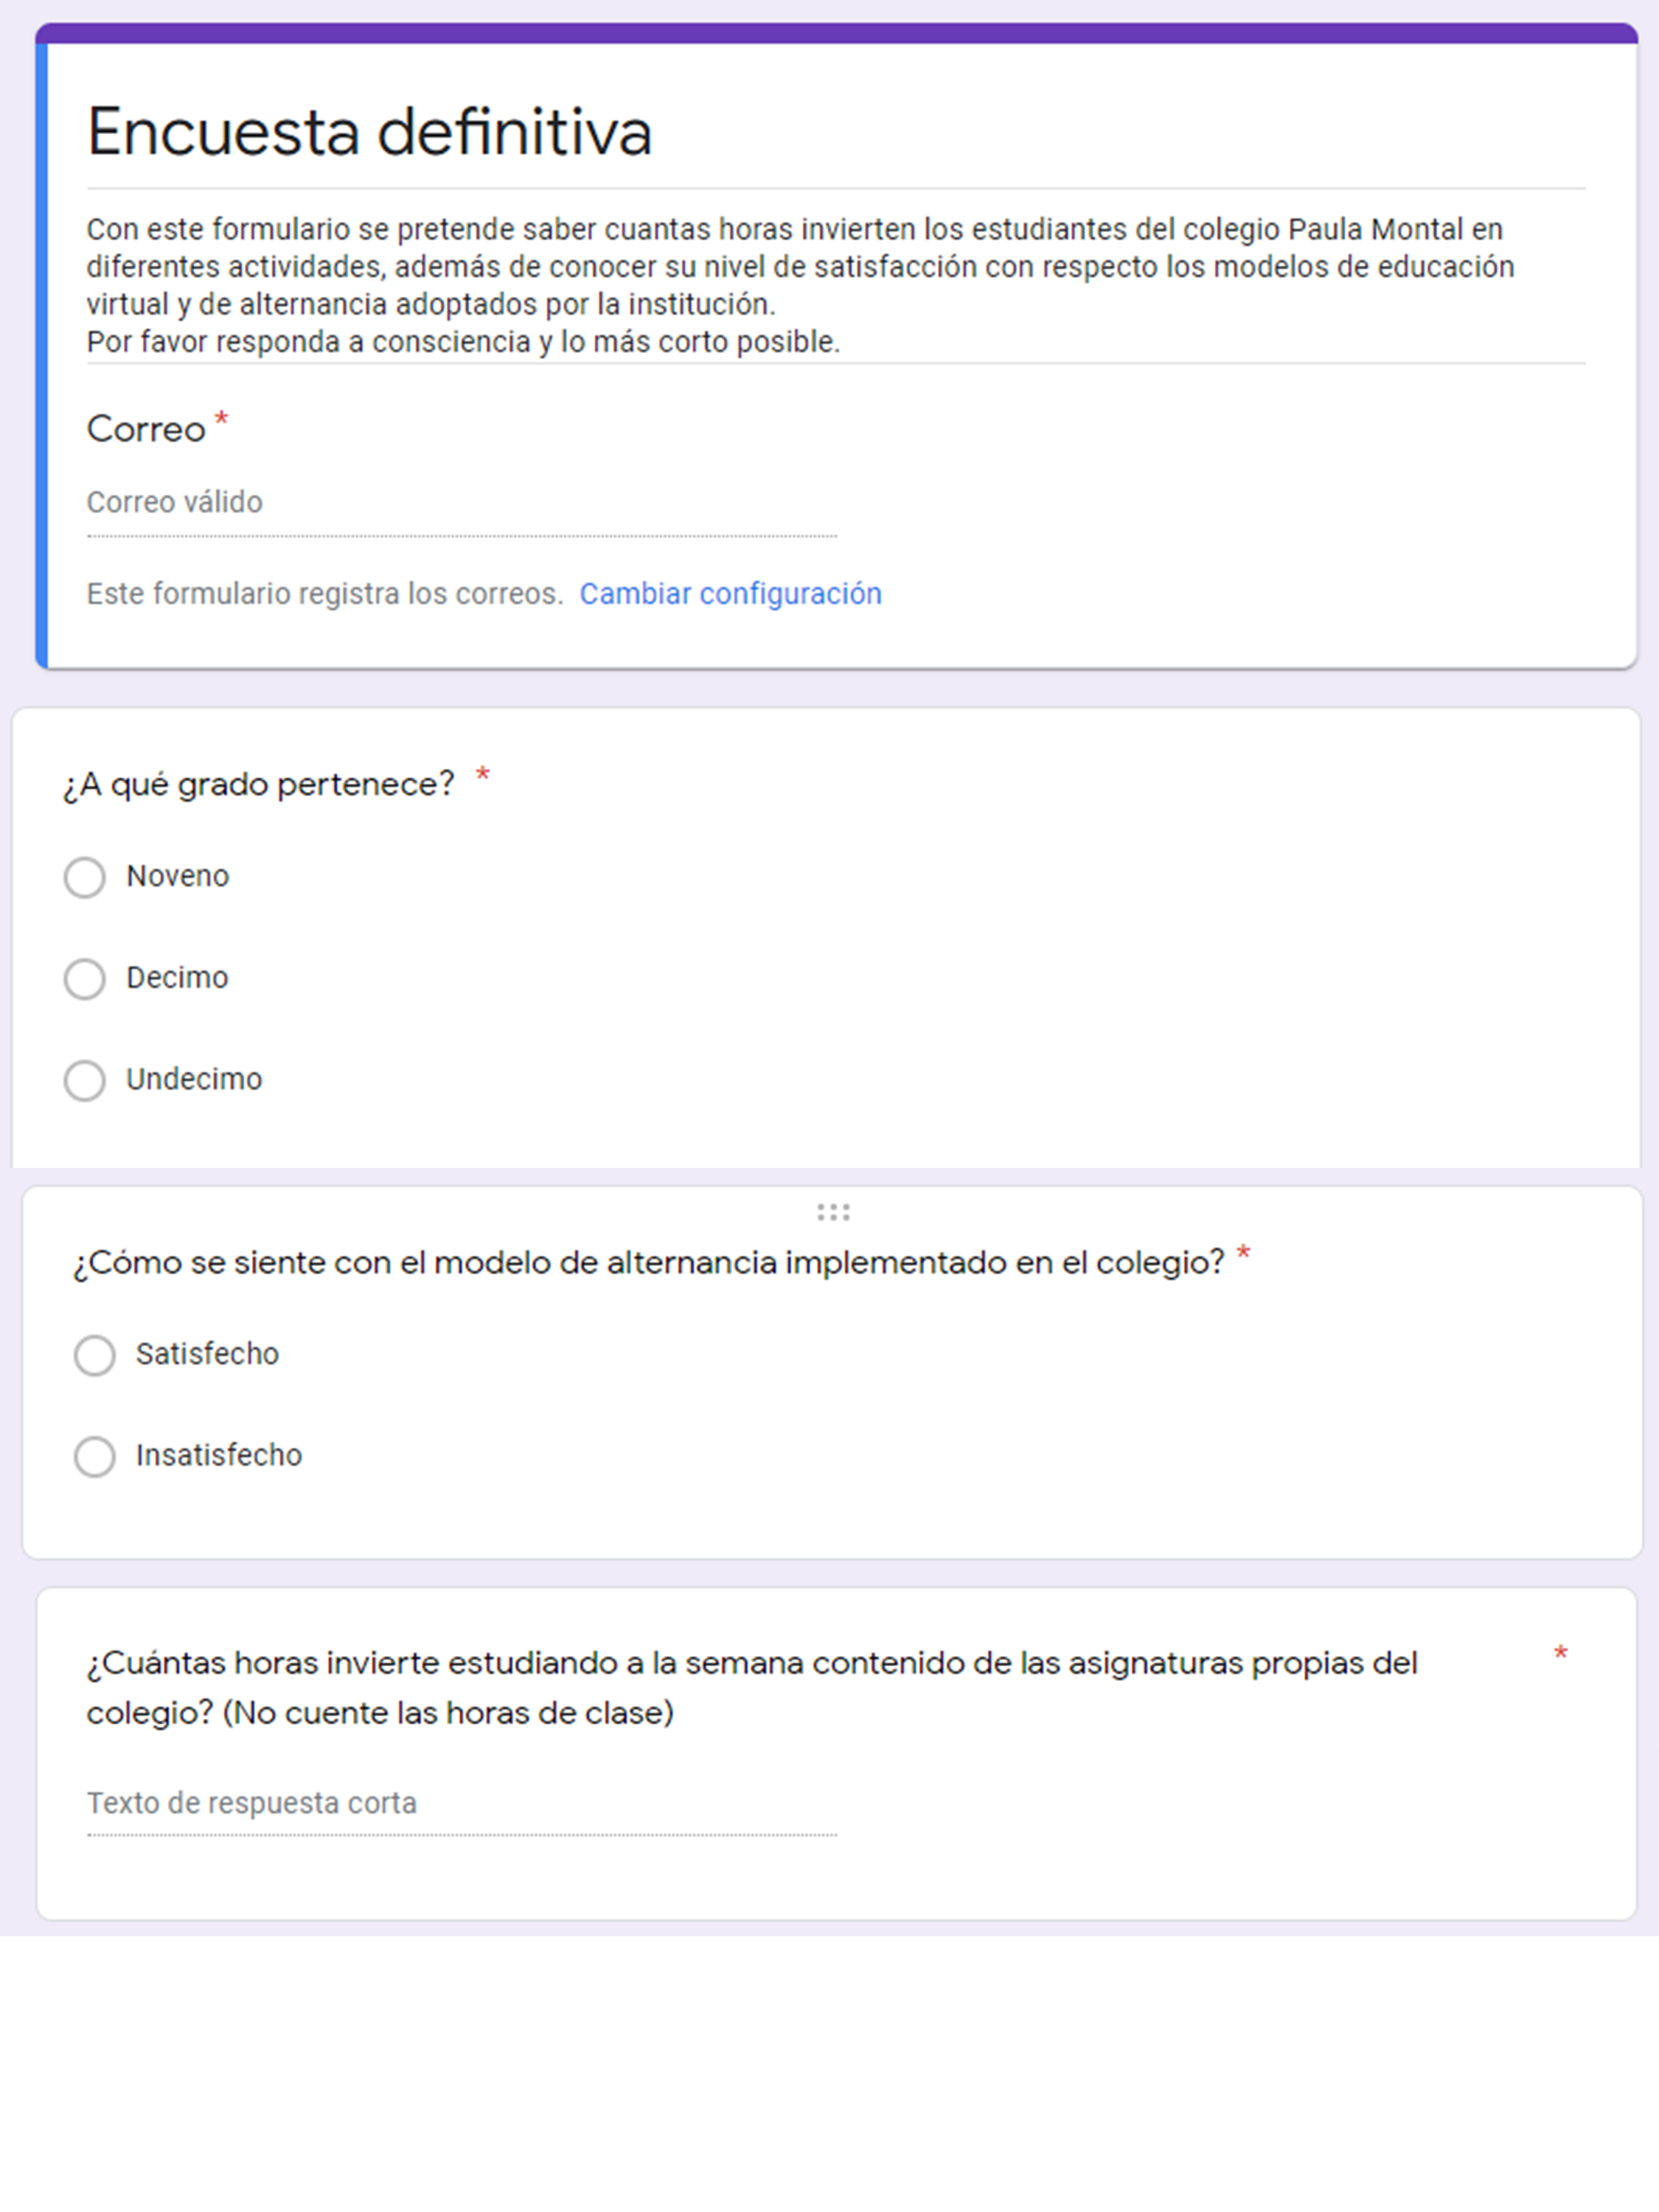 Encuesta definitiva
Con este formulario se pretende saber cuantas horas invierten los estudiantes del colegio Paula Montal en
diferentes actividades, además de conocer su nivel de satisfacción con respecto los modelos de educación
virtual y de alternancia adoptados por la institución.
Por favor responda a consciencia y lo más corto posible.
Correo *
Correo válido
Este formulario registra los correos. Cambiar configuración
¿A qué grado pertenece? *
Noveno
Decimo
Undecimo
¿Cómo se siente con el modelo de alternancia implementado en el colegio? *
Satisfecho
Insatisfecho
¿Cuántas horas invierte estudiando a la semana contenido de las asignaturas propias del *
colegio? (No cuente las horas de clase)
Texto de respuesta corta